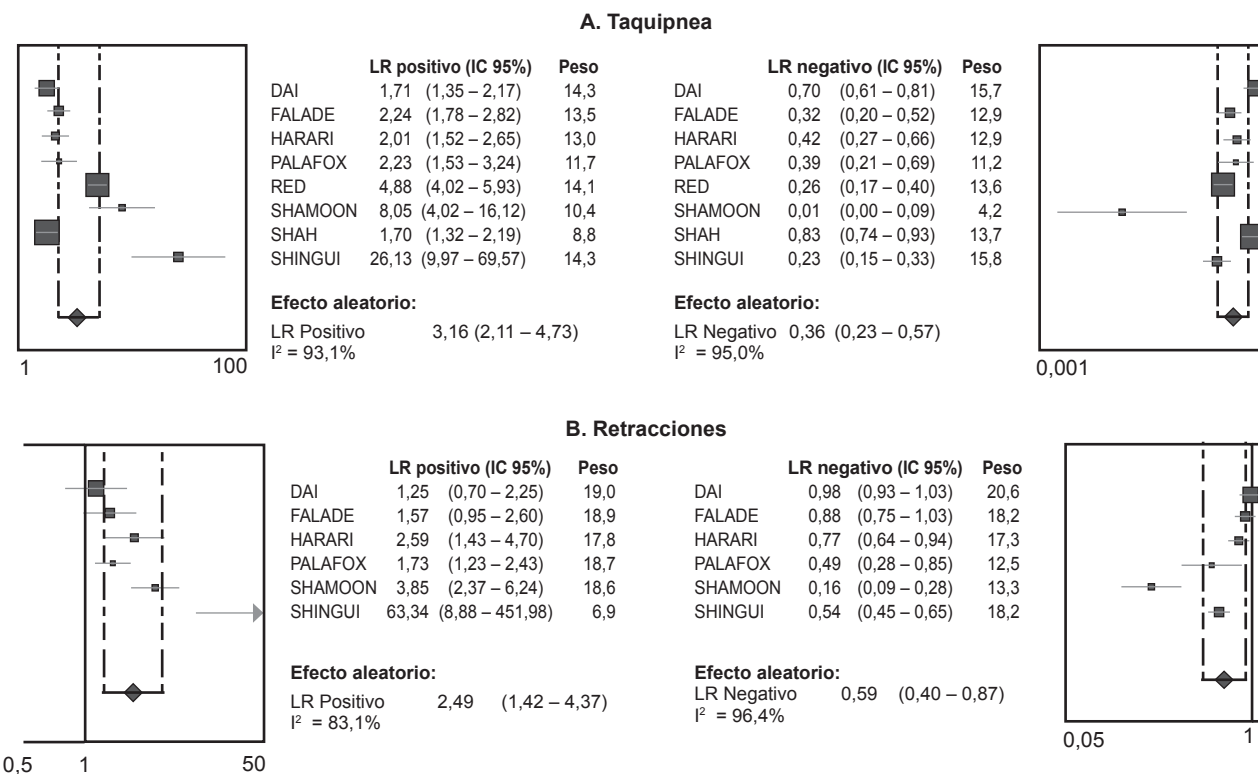 A. Taquipnea
LR positivo (IC 95%) Peso
DAI 1,71 (1,35 – 2,17) 14,3
FALADE 2,24 (1,78 – 2,82) 13,5
HARARI 2,01 (1,52 – 2,65) 13,0
PALAFOX 2,23 (1,53 – 3,24) 11,7
RED 4,88 (4,02 – 5,93) 14,1
SHAMOON 8,05 (4,02 – 16,12) 10,4
SHAH 1,70 (1,32 – 2,19) 8,8
SHINGUI 26,13 (9,97 – 69,57) 14,3
Efecto aleatorio:
LR Positivo 3,16 (2,11 – 4,73)
I² = 93,1%
1 100
LR negativo (IC 95%) Peso
DAI 0,70 (0,61 – 0,81) 15,7
FALADE 0,32 (0,20 – 0,52) 12,9
HARARI 0,42 (0,27 – 0,66) 12,9
PALAFOX 0,39 (0,21 – 0,69) 11,2
RED 0,26 (0,17 – 0,40) 13,6
SHAMOON 0,01 (0,00 – 0,09) 4,2
SHAH 0,83 (0,74 – 0,93) 13,7
SHINGUI 0,23 (0,15 – 0,33) 15,8
Efecto aleatorio:
LR Negativo 0,36 (0,23 – 0,57)
I² = 95,0%
0,001
B. Retracciones
LR positivo (IC 95%) Peso
DAI 1,25 (0,70 – 2,25) 19,0
FALADE 1,57 (0,95 – 2,60) 18,9
HARARI 2,59 (1,43 – 4,70) 17,8
PALAFOX 1,73 (1,23 – 2,43) 18,7
SHAMOON 3,85 (2,37 – 6,24) 18,6
SHINGUI 63,34 (8,88 – 451,98) 6,9
Efecto aleatorio:
LR Positivo 2,49 (1,42 – 4,37)
I² = 83,1%
0,5 1 50
LR negativo (IC 95%) Peso
DAI 0,98 (0,93 – 1,03) 20,6
FALADE 0,88 (0,75 – 1,03) 18,2
HARARI 0,77 (0,64 – 0,94) 17,3
PALAFOX 0,49 (0,28 – 0,85) 12,5
SHAMOON 0,16 (0,09 – 0,28) 13,3
SHINGUI 0,54 (0,45 – 0,65) 18,2
Efecto aleatorio:
LR Negativo 0,59 (0,40 – 0,87)
I² = 96,4%
0,05 1